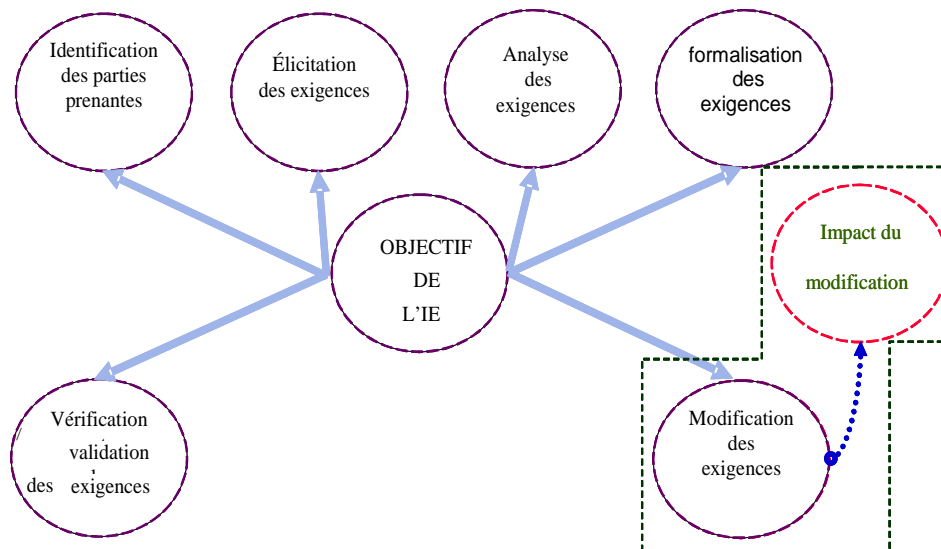 Identification
des parties
prenantes
Élicitation
des exigences
Analyse
des
exigences
formalisation
des
exigences
OBJECTIF
DE
L'IE
Impact du
modification
Vérification
validation
des exigences
Modification
des
exigences